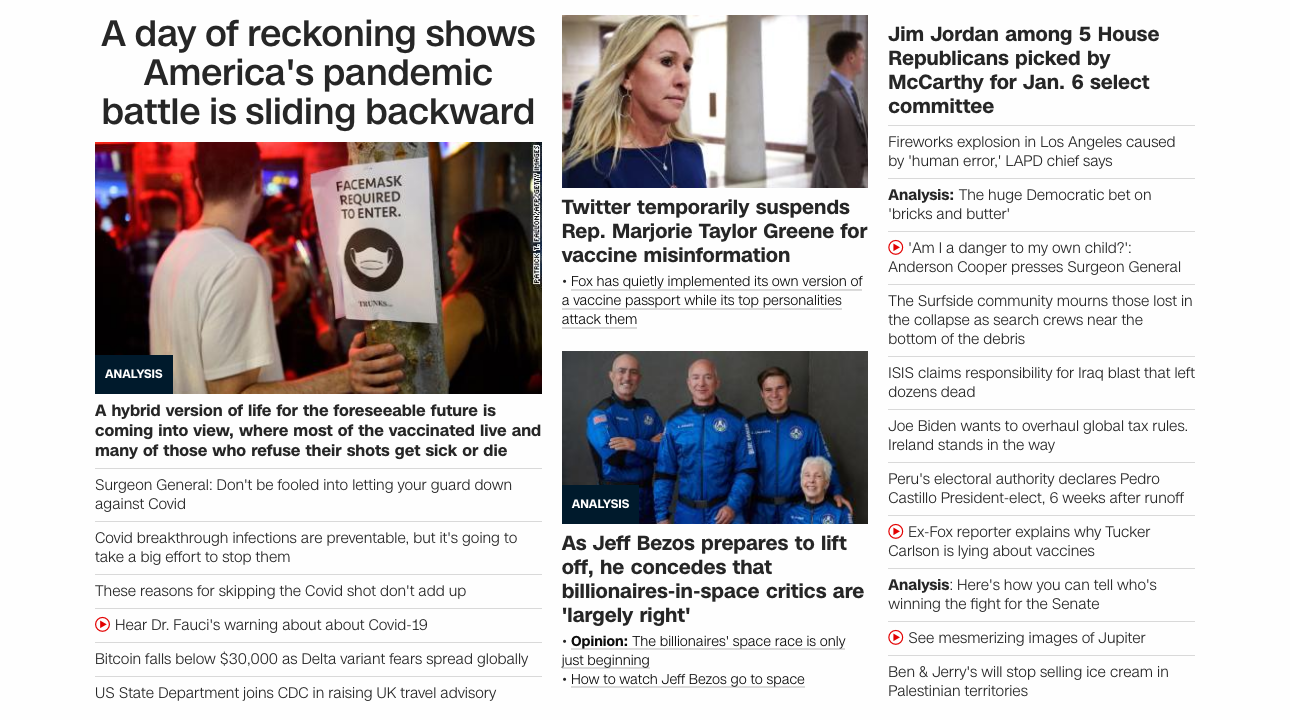 A day of reckoning shows
America's pandemic
battle is sliding backward
FACEMASK
REQUIRED
TO ENTER.
TRUNKS...
PATRICK T. FALLON/AFP/GETTY IMAGES
ANALYSIS
A hybrid version of life for the foreseeable future is
coming into view, where most of the vaccinated live and
many of those who refuse their shots get sick or die
Surgeon General: Don't be fooled into letting your guard down
against Covid
Covid breakthrough infections are preventable, but it's going to
take a big effort to stop them
These reasons for skipping the Covid shot don't add up
Hear Dr. Fauci's warning about about Covid-19
Bitcoin falls below $30,000 as Delta variant fears spread globally
US State Department joins CDC in raising UK travel advisory
Twitter temporarily suspends
Rep. Marjorie Taylor Greene for
vaccine misinformation
• Fox has quietly implemented its own version of
a vaccine passport while its top personalities
attack them
ANALYSIS
As Jeff Bezos prepares to lift
off, he concedes that
billionaires-in-space critics are
'largely right'
• Opinion: The billionaires' space race is only
just beginning
• How to watch Jeff Bezos go to space
Jim Jordan among 5 House
Republicans picked by
McCarthy for Jan. 6 select
committee
Fireworks explosion in Los Angeles caused
by 'human error,' LAPD chief says
Analysis: The huge Democratic bet on
'bricks and butter'
'Am I a danger to my own child?':
Anderson Cooper presses Surgeon General
The Surfside community mourns those lost in
the collapse as search crews near the
bottom of the debris
ISIS claims responsibility for Iraq blast that left
dozens dead
Joe Biden wants to overhaul global tax rules.
Ireland stands in the way
Peru's electoral authority declares Pedro
Castillo President-elect, 6 weeks after runoff
Ex-Fox reporter explains why Tucker
Carlson is lying about vaccines
Analysis: Here's how you can tell who's
winning the fight for the Senate
See mesmerizing images of Jupiter
Ben & Jerry's will stop selling ice cream in
Palestinian territories